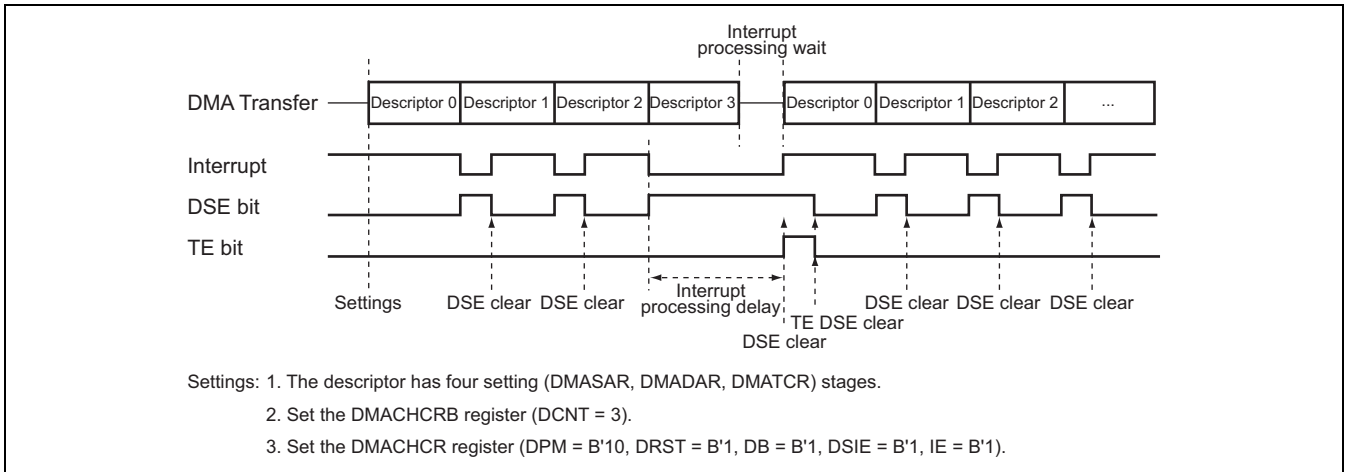 Interrupt
processing wait
DMA Transfer
Descriptor 0 Descriptor 1 Descriptor 2 Descriptor 3 Descriptor 0 Descriptor 1 Descriptor 2 ...
Interrupt
DSE bit
TE bit
Settings DSE clear DSE clear Interrupt DSE clear DSE clear DSE clear
processing delay
TE DSE clear
DSE clear
Settings: 1. The descriptor has four setting (DMASAR, DMADAR, DMATCR) stages.
2. Set the DMACHCRB register (DCNT = 3).
3. Set the DMACHCR register (DPM = B'10, DRST = B'1, DB = B'1, DSIE = B'1, IE = B'1).